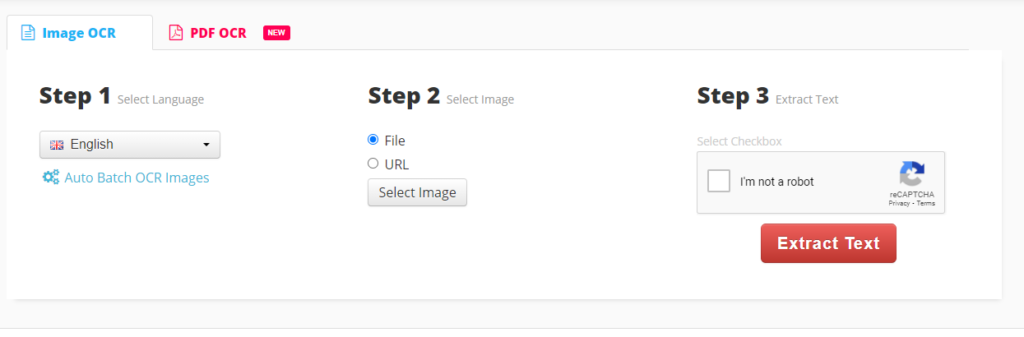 Image OCR
PDF OCR NEW
Step 1 Select Language
English
Auto Batch OCR Images
Step 2 Select Image
File
URL
Select Image
Step 3 Extract Text
Select Checkbox
I'm not a robot
reCAPTCHA
Privacy - Terms
Extract Text